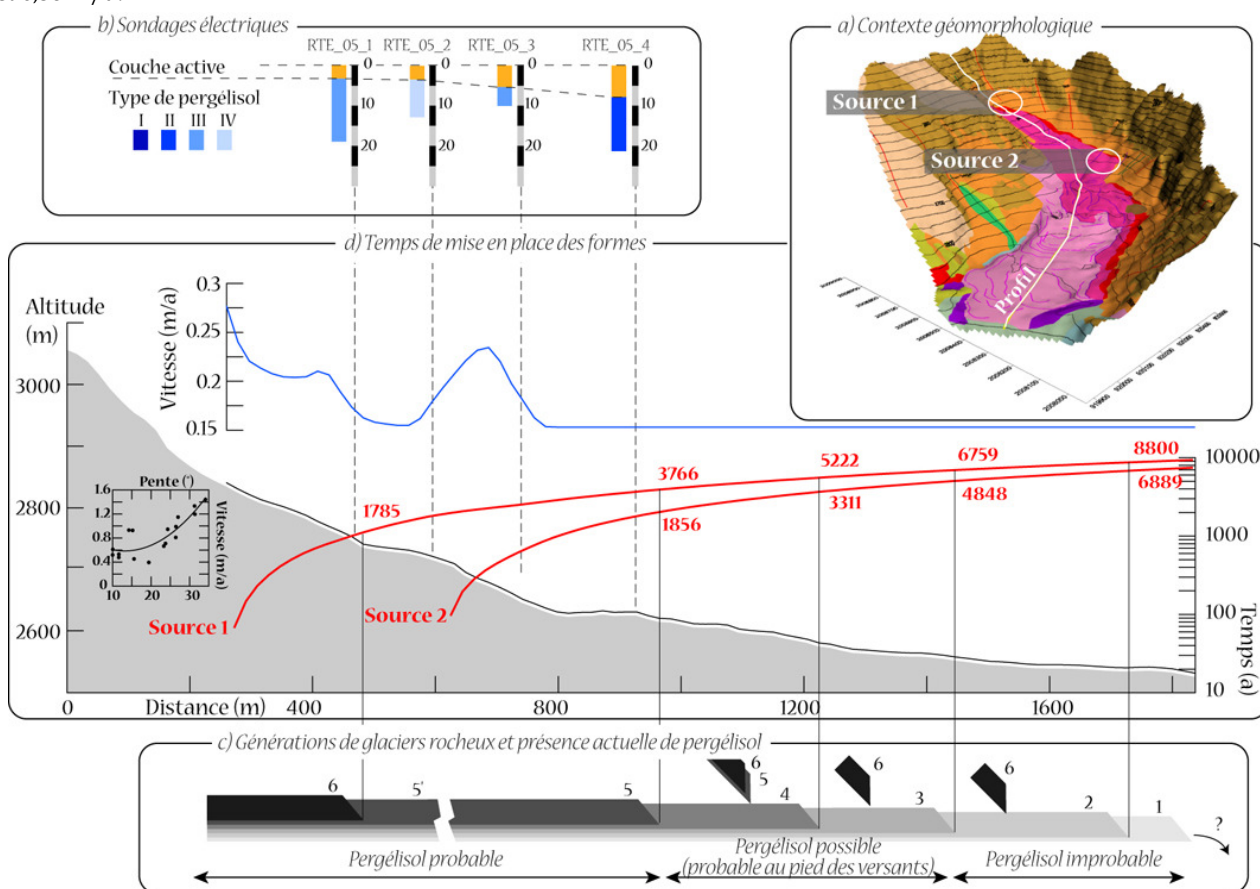 b) Sondages électriques
RTE_05_1 RTE_05_2 RTE_05_3 RTE_05_4
Couche active
Type de pergélisol
I II III IV
0 0 0 0
10 10 10 10
20 20 20 20
a) Contexte géomorphologique
Source 1
Source 2
Profil
d) Temps de mise en place des formes
Altitude
(m)
3000
2800
2600
Vitesse (m/a)
0.3
0.25
0.2
0.15
Pente (°)
1.6
1.2
0.8
0.4
0
10 20 30
Vitesse (m/a)
1785
3766
5222
6759
8800
1856
3311
4848
6889
Source 1
Source 2
10000
1000
100
10
Temps (a)
0 Distance (m) 400 800 1200 1600
c) Générations de glaciers rocheux et présence actuelle de pergélisol
6 5' 5 6 5 4 6 3 6 2 1 ?
Pergélisol probable
Pergélisol possible
(probable au pied des versants)
Pergélisol improbable